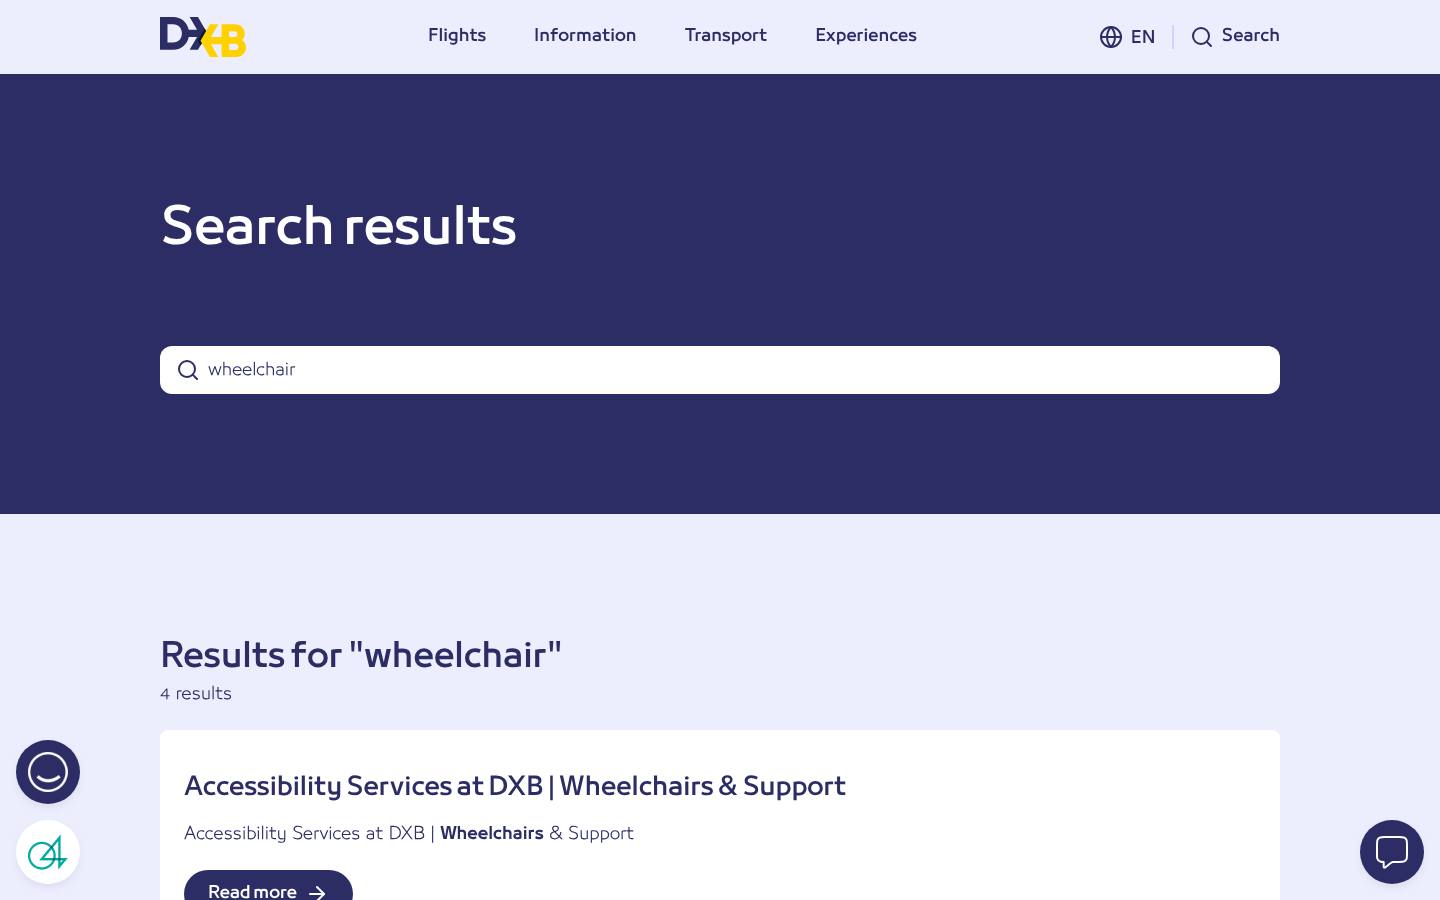 DXB
Flights Information Transport Experiences EN Search
Search results
wheelchair
Results for "wheelchair"
4 results
Accessibility Services at DXB | Wheelchairs & Support
Accessibility Services at DXB | Wheelchairs & Support
Read more